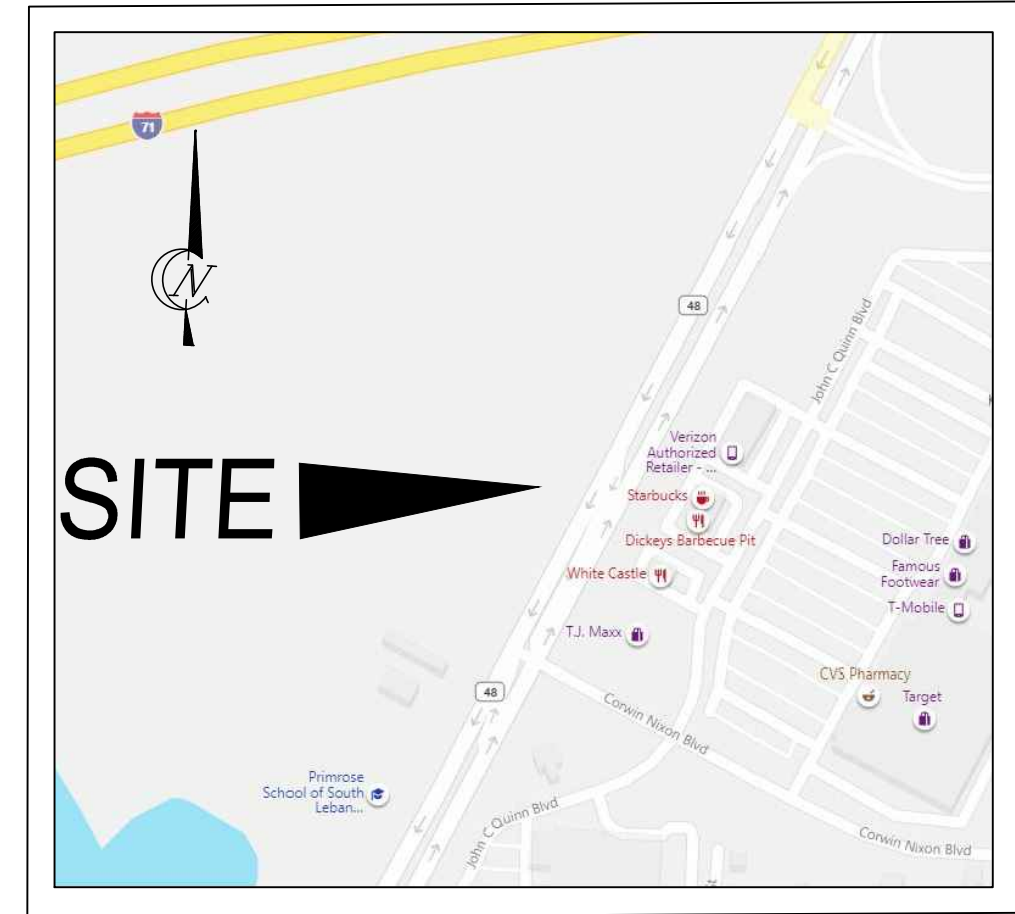 71
N
48
John C Quinn Blvd
SITE
Verizon
Authorized
Retailer - ...
Starbucks
Dickeys Barbecue Pit
White Castle
Dollar Tree
Famous
Footwear
T-Mobile
T.J. Maxx
CVS Pharmacy
Target
48
Corwin Nixon Blvd
Primrose
School of South
Leban...
John C Quinn Blvd
Corwin Nixon Blvd